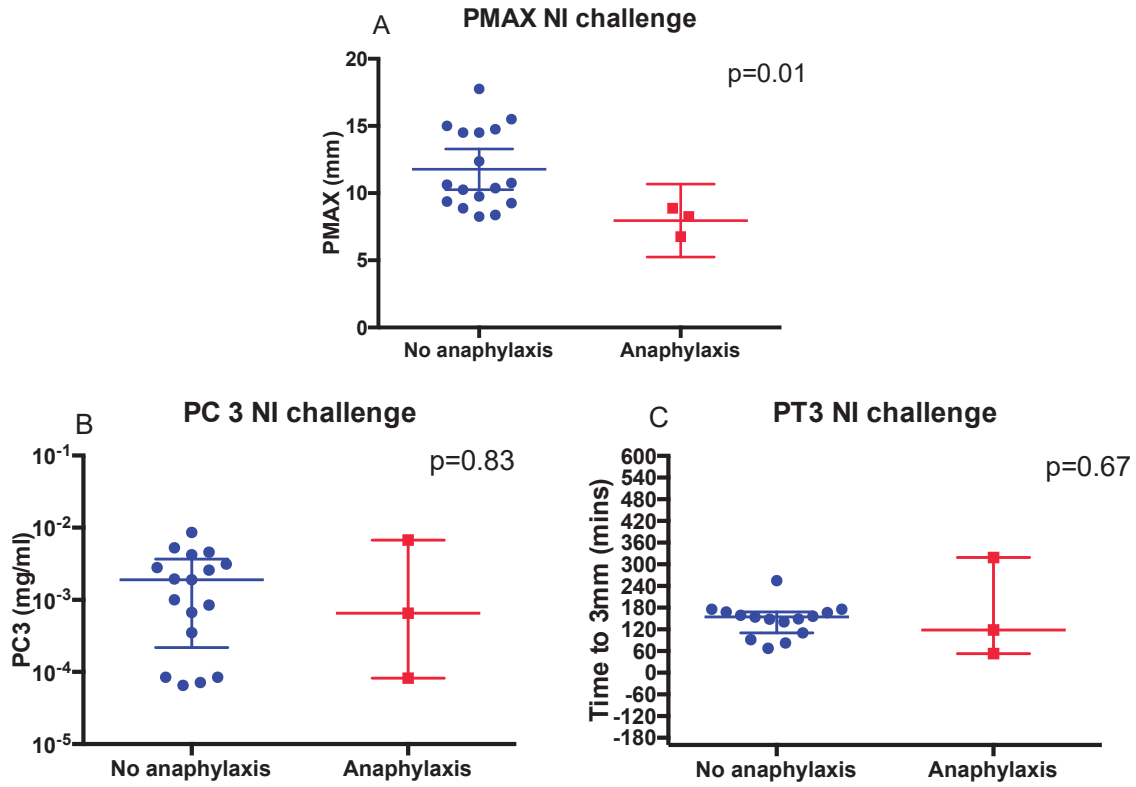 A
PMAX NI challenge
p=0.01
PMAX (mm)
20
15
10
5
0
No anaphylaxis
Anaphylaxis
B
PC 3 NI challenge
p=0.83
PC3 (mg/ml)
10-1
10-2
10-3
10-4
10-5
No anaphylaxis
Anaphylaxis
C
PT3 NI challenge
p=0.67
Time to 3mm (mins)
600
540
480
420
360
300
240
180
120
60
0
-60
-120
-180
No anaphylaxis
Anaphylaxis